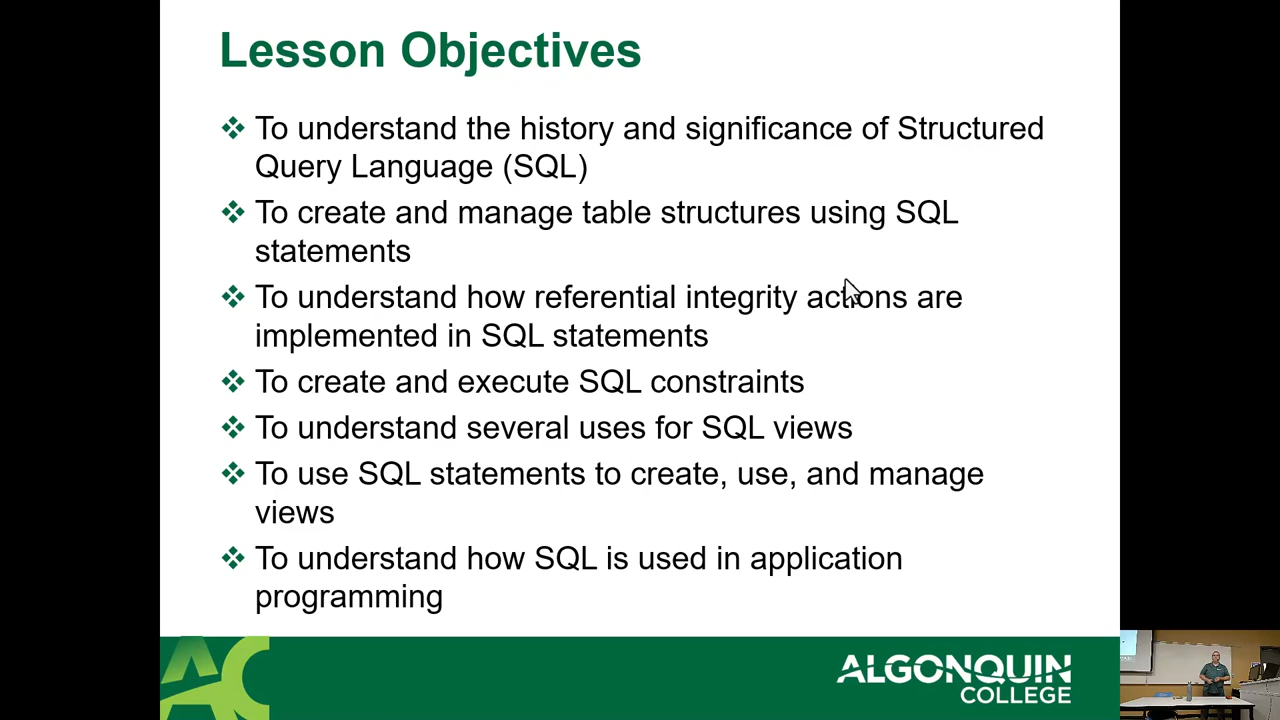 Lesson Objectives
To understand the history and significance of Structured
Query Language (SQL)
To create and manage table structures using SQL
statements
To understand how referential integrity actions are
implemented in SQL statements
To create and execute SQL constraints
To understand several uses for SQL views
To use SQL statements to create, use, and manage
views
To understand how SQL is used in application
programming
AC
ALGONQUIN
COLLEGE